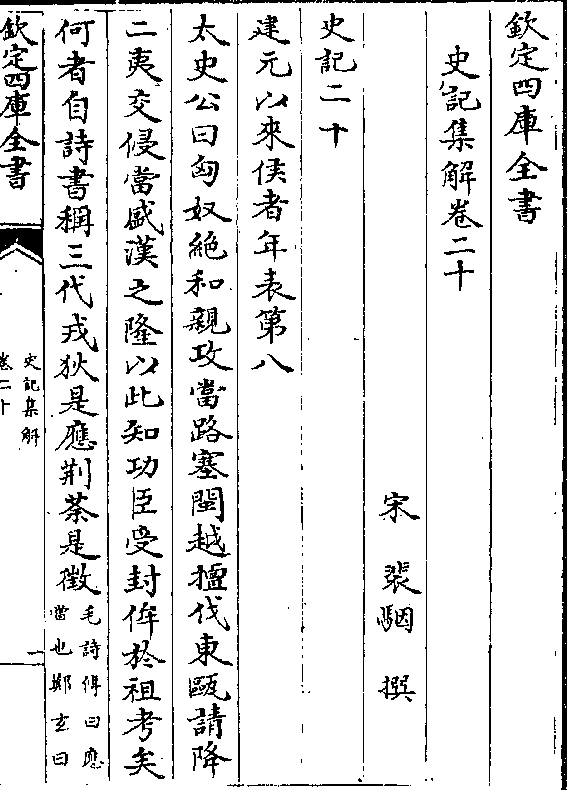 欽定四庫全書
史記集解卷二十
宋 裴駰 撰
史記二十
建元以來侯者年表第八
太史公曰匈奴絶和親攻當路塞閩越擅伐東甌請降
二夷交侵當盛漢之隆以此知功臣受封侔於祖考矣
何者自詩書稱三代戎狄是應荆荼是徵毛詩傳曰應
當也鄭玄曰
欽定四庫全書
史記集解
卷二十
一